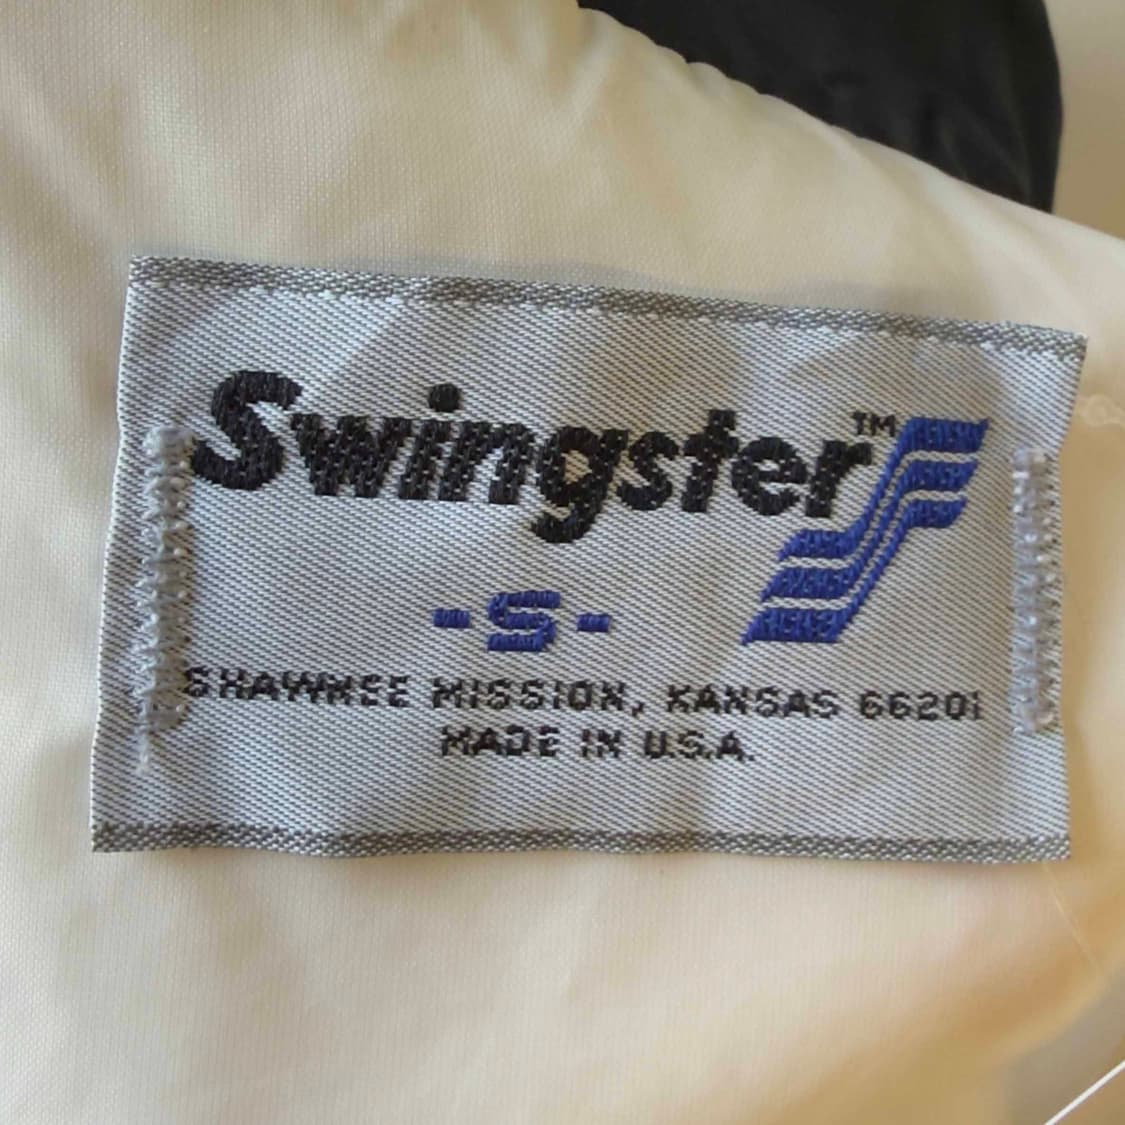 Swingster™
-S-
SHAWNEE MISSION, KANSAS 66201
MADE IN U.S.A.